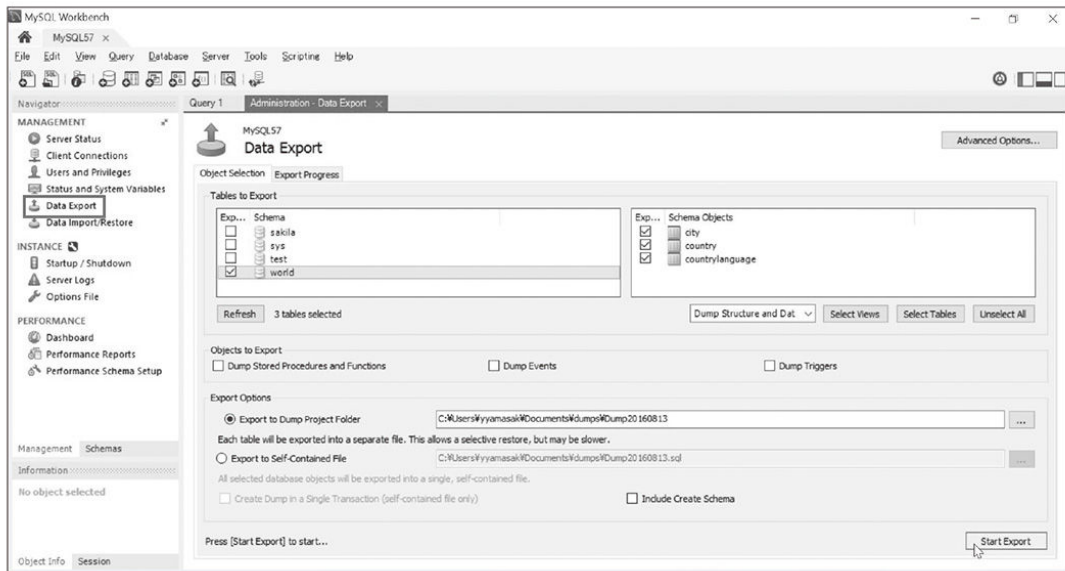 MySQL Workbench
MySQL57
File Edit View Query Database Server Tools Scripting Help
Navigator
MANAGEMENT
Server Status
Client Connections
Users and Privileges
Status and System Variables
Data Export
Data Import/Restore
INSTANCE
Startup / Shutdown
Server Logs
Options File
PERFORMANCE
Dashboard
Performance Reports
Performance Schema Setup
Management Schemas
Information
No object selected
Object Info Session
Query 1 Administration - Data Export
MySQL57
Data Export
Advanced Options...
Object Selection Export Progress
Tables to Export
Exp... Schema
sakila
sys
test
world
Exp... Schema Objects
city
country
countrylanguage
Refresh 3 tables selected
Dump Structure and Dat Select Views Select Tables Unselect All
Objects to Export
Dump Stored Procedures and Functions Dump Events Dump Triggers
Export Options
Export to Dump Project Folder C:¥Users¥yyamasak¥Documents¥dumps¥Dump20160813 ...
Each table will be exported into a separate file. This allows a selective restore, but may be slower.
Export to Self-Contained File C:¥Users¥yyamasak¥Documents¥dumps¥Dump20160813.sql ...
All selected database objects will be exported into a single, self-contained file.
Create Dump in a Single Transaction (self-contained file only) Include Create Schema
Press [Start Export] to start...
Start Export